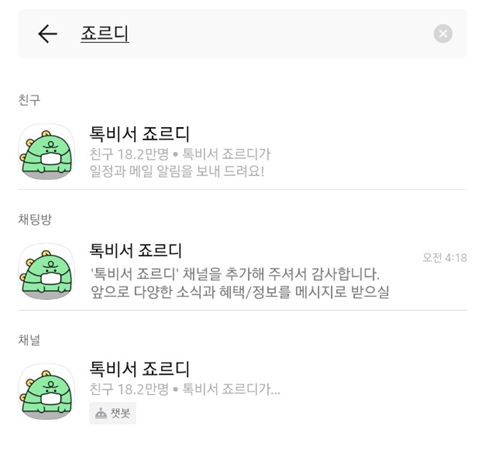 죠르디
친구
톡비서 죠르디
친구 18.2만명 • 톡비서 죠르디가
일정과 메일 알림을 보내 드려요!
채팅방
톡비서 죠르디
오전 4:18
'톡비서 죠르디' 채널을 추가해 주셔서 감사합니다.
앞으로 다양한 소식과 혜택/정보를 메시지로 받으실
채널
톡비서 죠르디
친구 18.2만명 • 톡비서 죠르디가...
챗봇